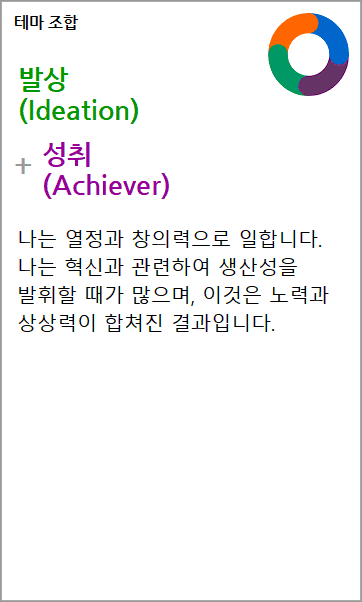 테마 조합
발상
(Ideation)
+ 성취
(Achiever)
나는 열정과 창의력으로 일합니다.
나는 혁신과 관련하여 생산성을
발휘할 때가 많으며, 이것은 노력과
상상력이 합쳐진 결과입니다.